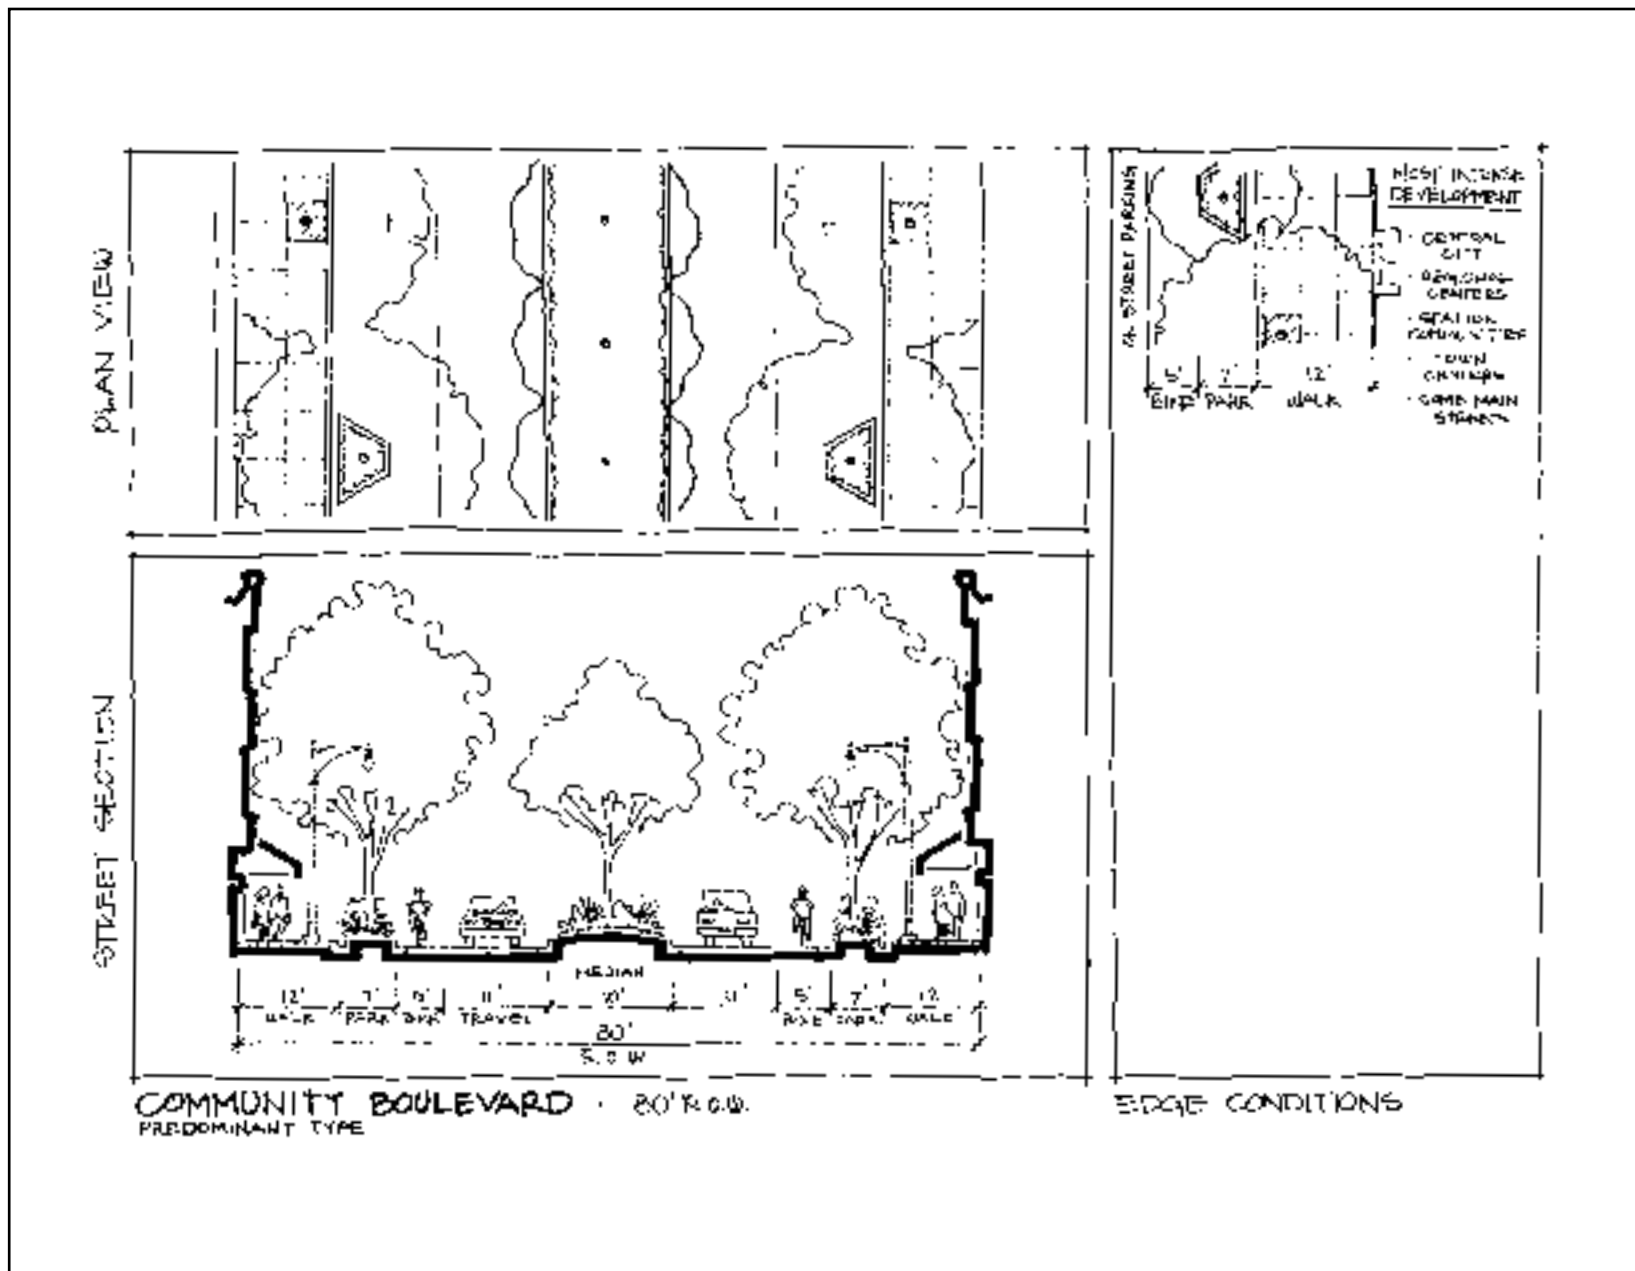 PLAN VIEW
ON STREET PARKING
MOST INTENSE
DEVELOPMENT
· CENTRAL
CITY
· REGIONAL
CENTERS
· STATION
COMMUNITIES
· TOWN
CENTERS
· SOME MAIN
STREETS
5' 7' 12'
BIKE PARK WALK
STREET SECTION
MEDIAN
12' 7' 5' 11' 10' 11' 5' 7' 12
WALK PARK BIKE TRAVEL BIKE PARK WALK
80'
R.O.W.
COMMUNITY BOULEVARD · 80' R.O.W.
PREDOMINANT TYPE
EDGE CONDITIONS